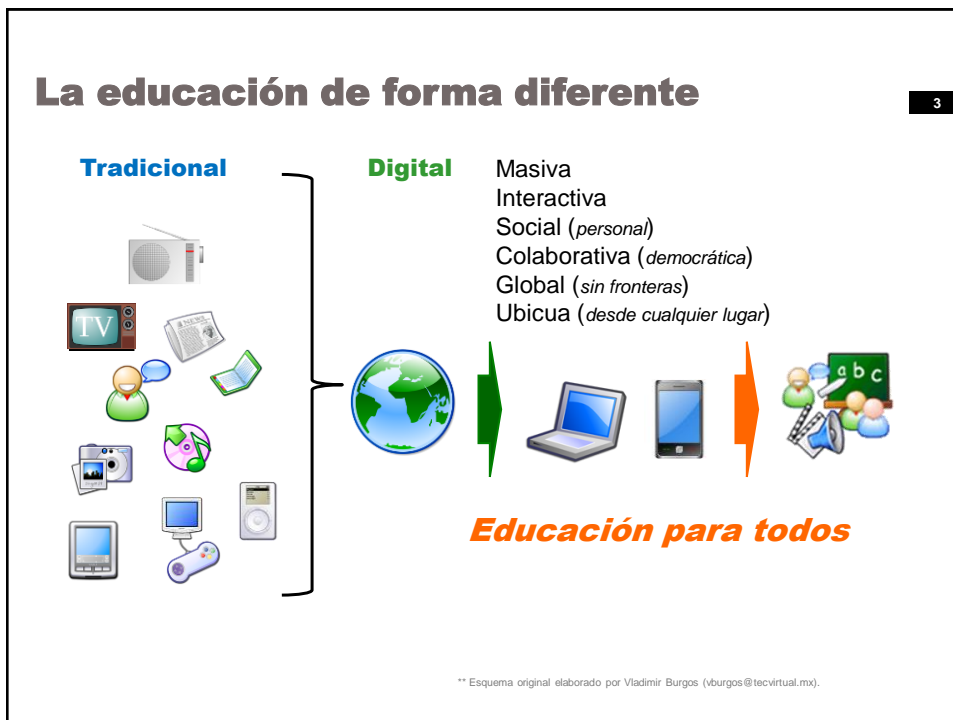 La educación de forma diferente
3
Tradicional
Digital
Masiva
Interactiva
Social (personal)
Colaborativa (democrática)
Global (sin fronteras)
Ubicua (desde cualquier lugar)
TV
NEWS
a b c
Educación para todos
** Esquema original elaborado por Vladimir Burgos (vburgos@tecvirtual.mx).